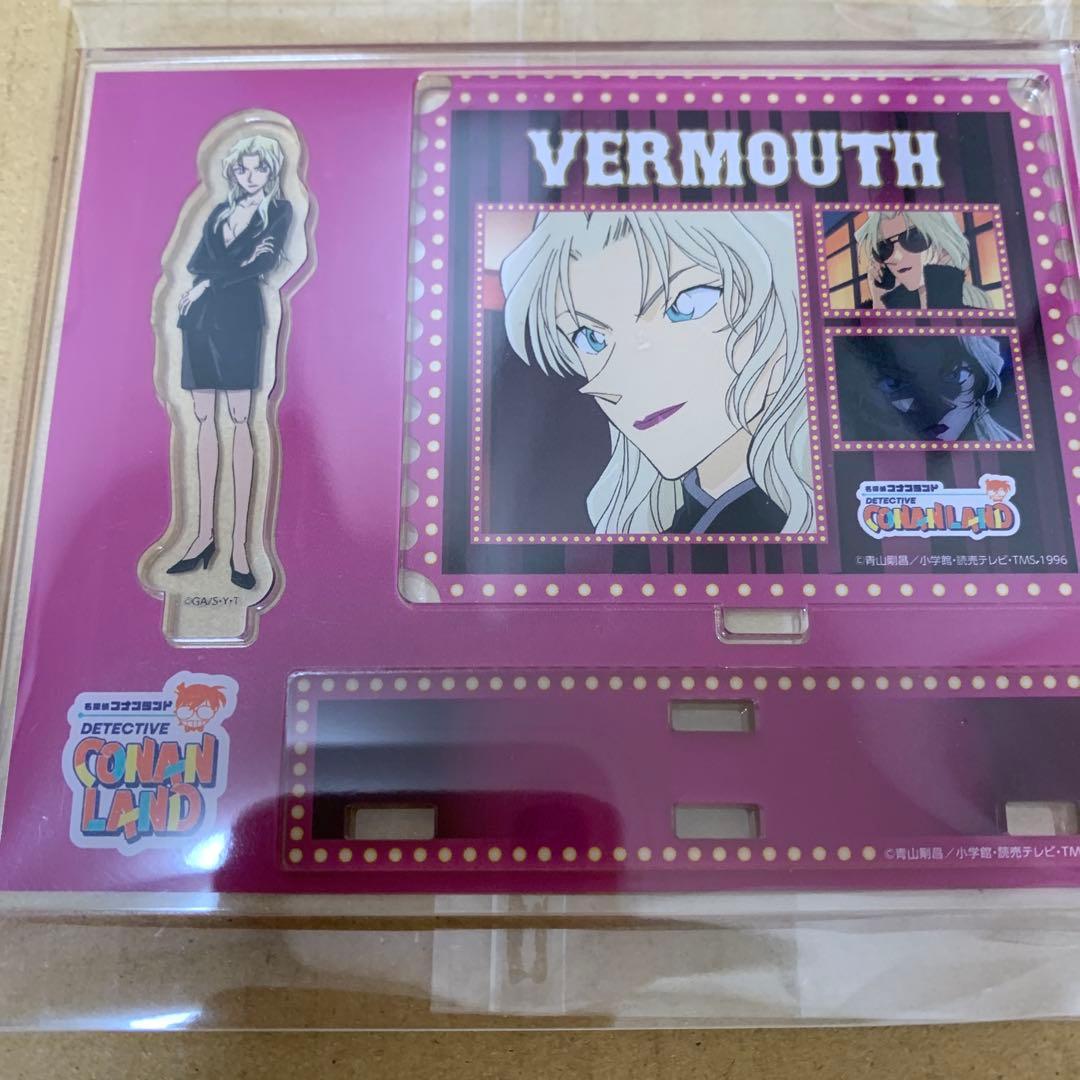 VERMOUTH
名探偵コナンランド
DETECTIVE
CONAN LAND
©青山剛昌／小学館・読売テレビ・TMS 1996
©GA/S・Y・T
名探偵コナンランド
DETECTIVE
CONAN
LAND
©青山剛昌／小学館・読売テレビ・TM